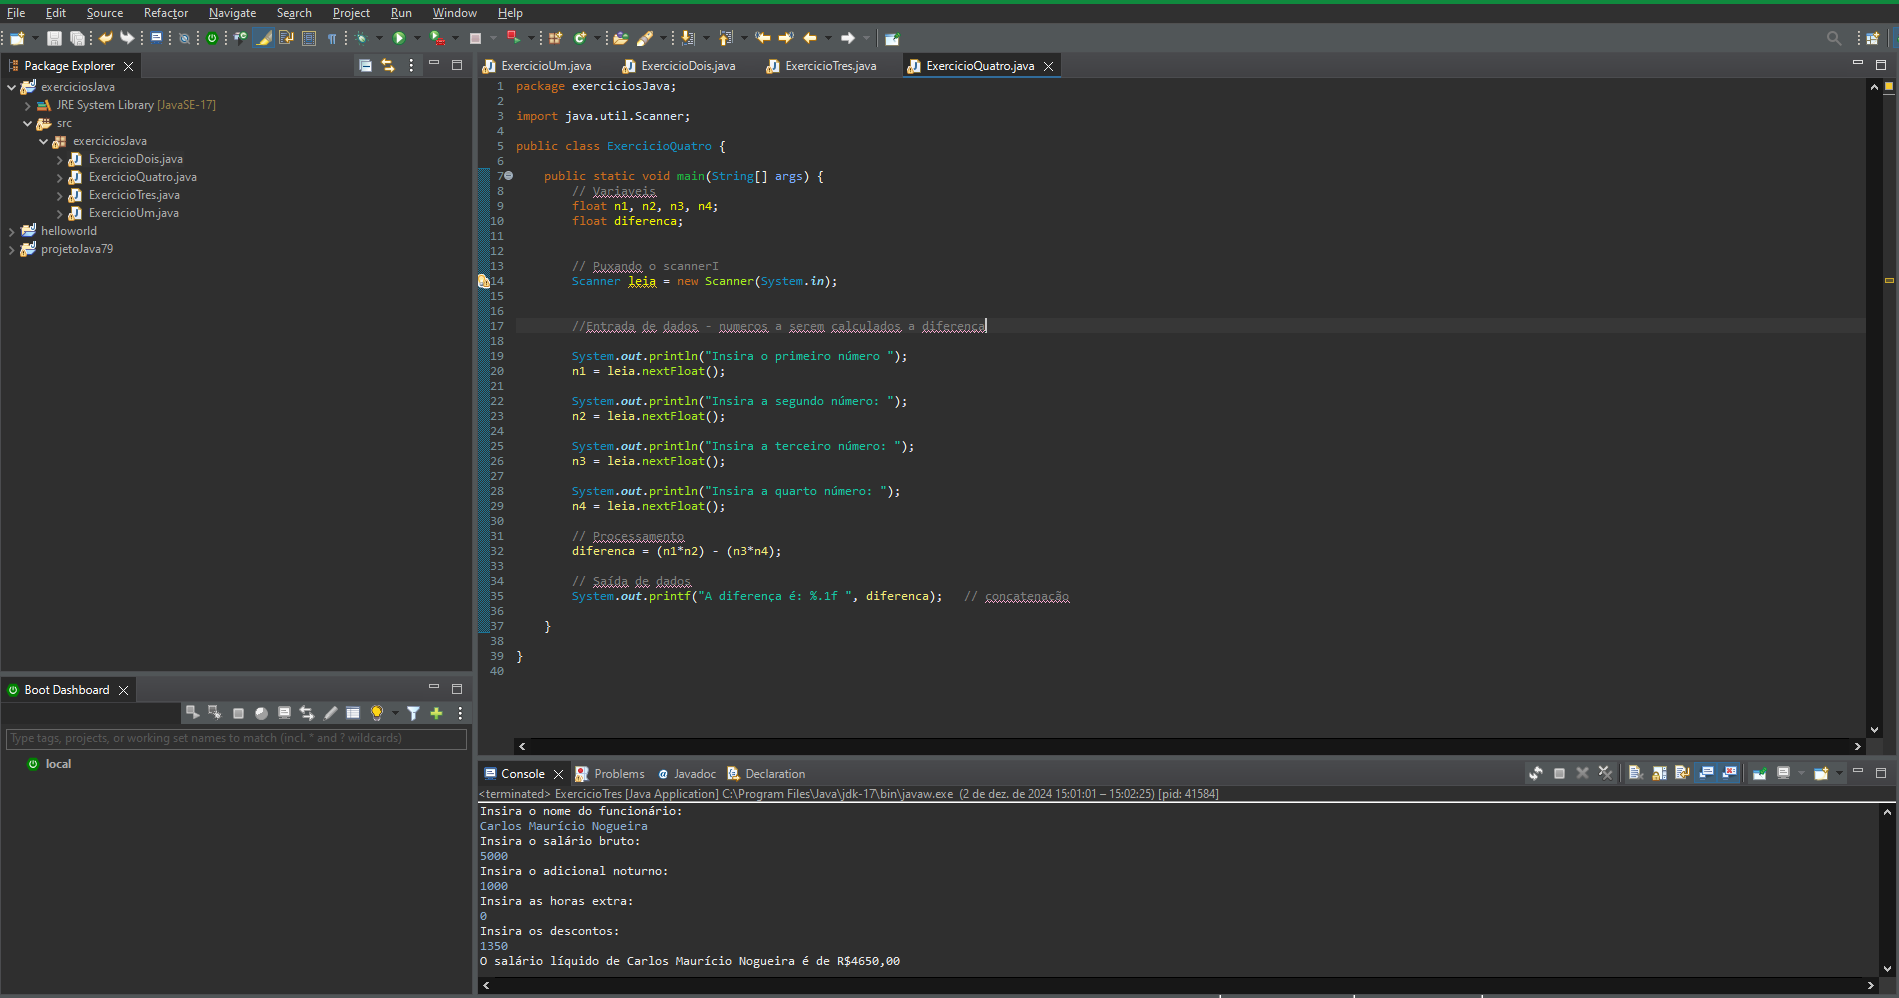 File Edit Source Refactor Navigate Search Project Run Window Help
Package Explorer
exerciciosJava
JRE System Library [JavaSE-17]
src
exerciciosJava
ExercicioDois.java
ExercicioQuatro.java
ExercicioTres.java
ExercicioUm.java
helloworld
projetoJava79
Boot Dashboard
Type tags, projects, or working set names to match (incl. * and ? wildcards)
local
ExercicioUm.java ExercicioDois.java ExercicioTres.java ExercicioQuatro.java
1 package exerciciosJava;
2
3 import java.util.Scanner;
4
5 public class ExercicioQuatro {
6
7 public static void main(String[] args) {
8 // Variaveis
9 float n1, n2, n3, n4;
10 float diferenca;
11
12
13 // Puxando o scannerI
14 Scanner leia = new Scanner(System.in);
15
16
17 //Entrada de dados - numeros a serem calculados a diferença
18
19 System.out.println("Insira o primeiro número ");
20 n1 = leia.nextFloat();
21
22 System.out.println("Insira a segundo número: ");
23 n2 = leia.nextFloat();
24
25 System.out.println("Insira a terceiro número: ");
26 n3 = leia.nextFloat();
27
28 System.out.println("Insira a quarto número: ");
29 n4 = leia.nextFloat();
30
31 // Processamento
32 diferenca = (n1*n2) - (n3*n4);
33
34 // Saída de dados
35 System.out.printf("A diferença é: %.1f ", diferenca); // concatenação
36
37 }
38
39 }
40
Console Problems Javadoc Declaration
<terminated> ExercicioTres [Java Application] C:\Program Files\Java\jdk-17\bin\javaw.exe (2 de dez. de 2024 15:01:01 – 15:02:25) [pid: 41584]
Insira o nome do funcionário:
Carlos Maurício Nogueira
Insira o salário bruto:
5000
Insira o adicional noturno:
1000
Insira as horas extra:
0
Insira os descontos:
1350
O salário líquido de Carlos Maurício Nogueira é de R$4650,00